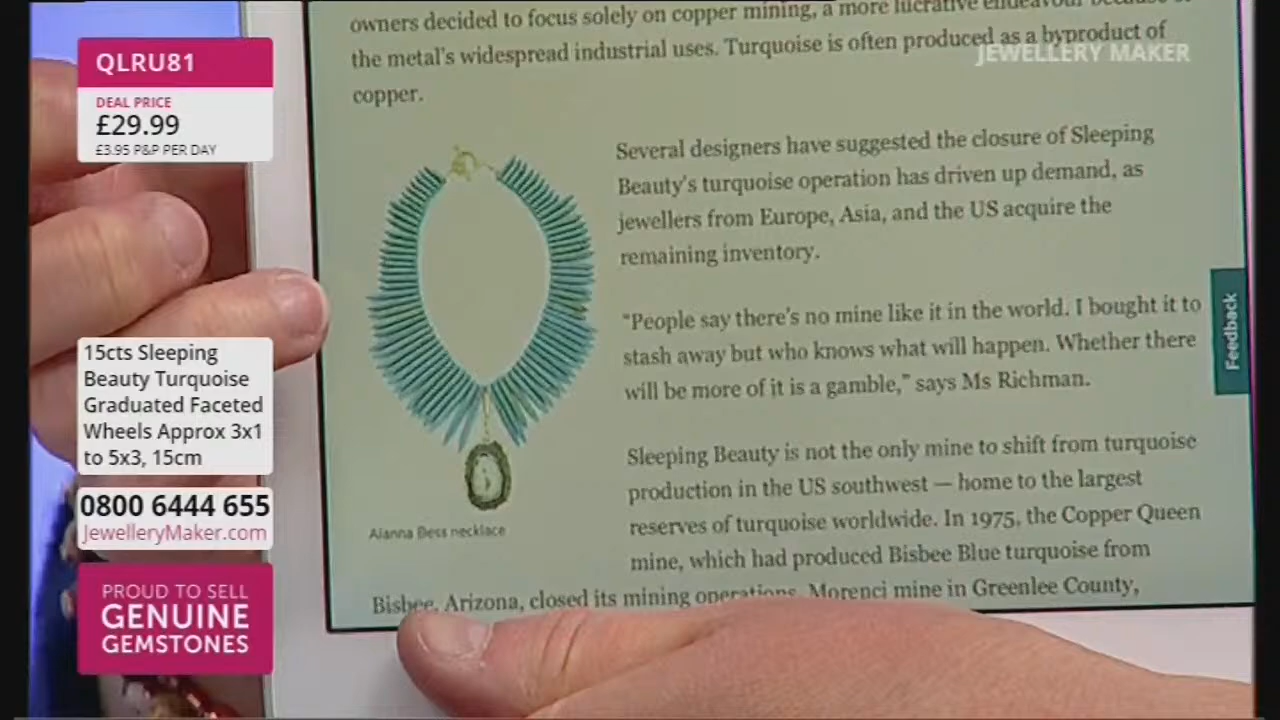 QLRU81
DEAL PRICE
£29.99
£3.95 P&P PER DAY
15cts Sleeping
Beauty Turquoise
Graduated Faceted
Wheels Approx 3x1
to 5x3, 15cm
0800 6444 655
JewelleryMaker.com
PROUND TO SELL
GENUINE
GEMSTONES
JEWELLERY MAKER
owners decided to focus solely on copper mining, a more lucrative endeavour because of
the metal's widespread industrial uses. Turquoise is often produced as a byproduct of
copper.
Several designers have suggested the closure of Sleeping
Beauty's turquoise operation has driven up demand, as
jewellers from Europe, Asia, and the US acquire the
remaining inventory.
"People say there's no mine like it in the world. I bought it to
stash away but who knows what will happen. Whether there
will be more of it is a gamble," says Ms Richman.
Sleeping Beauty is not the only mine to shift from turquoise
production in the US southwest — home to the largest
reserves of turquoise worldwide. In 1975, the Copper Queen
mine, which had produced Bisbee Blue turquoise from
Bisbee, Arizona, closed its mining operations. Morenci mine in Greenlee County,
Alanna Bess necklace
Feedback